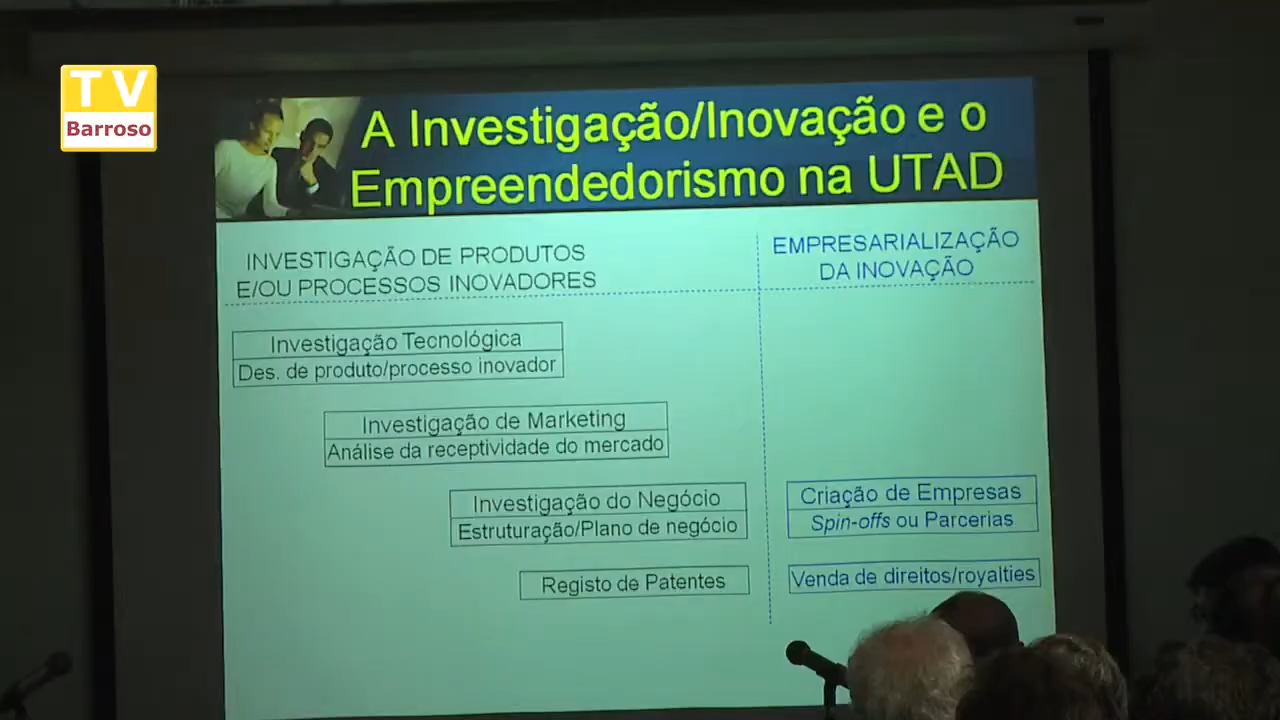 TV
Barroso
A Investigação/Inovação e o
Empreendedorismo na UTAD
INVESTIGAÇÃO DE PRODUTOS
E/OU PROCESSOS INOVADORES
EMPRESARIALIZAÇÃO
DA INOVAÇÃO
Investigação Tecnológica
Des. de produto/processo inovador
Investigação de Marketing
Análise da receptividade do mercado
Investigação do Negócio
Estruturação/Plano de negócio
Criação de Empresas
Spin-offs ou Parcerias
Registo de Patentes
Venda de direitos/royalties